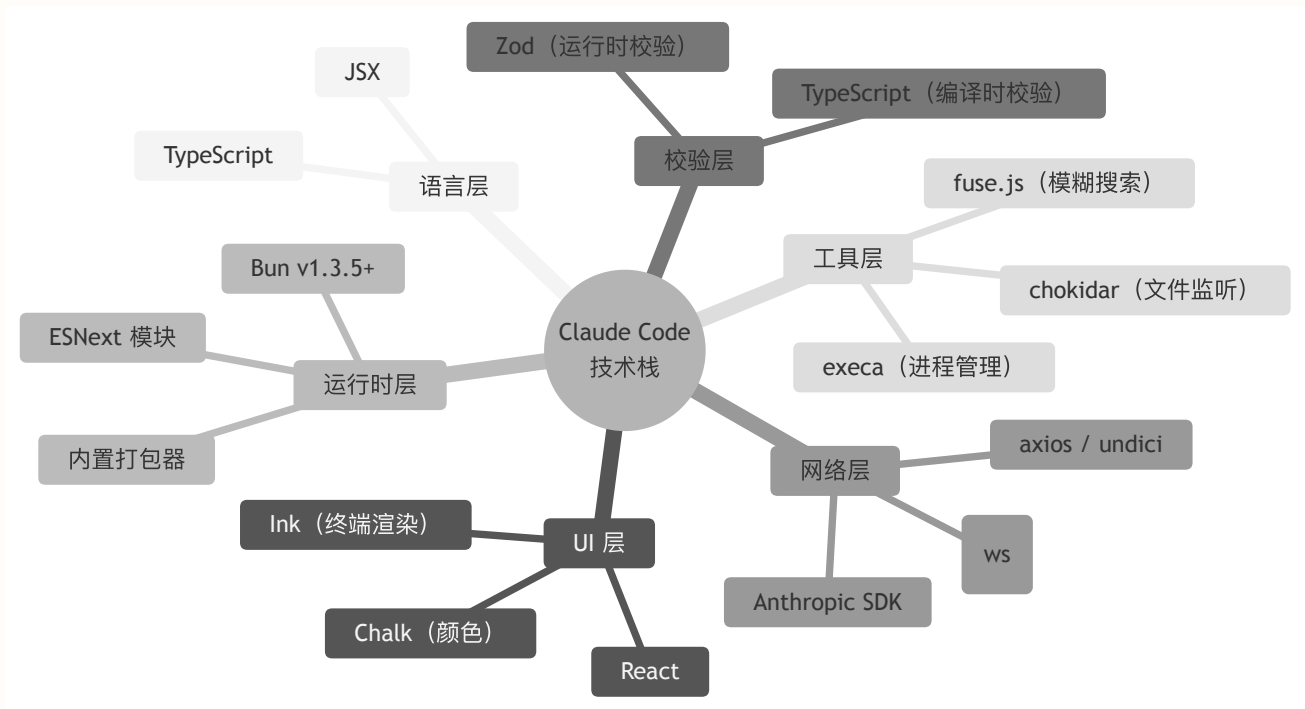 Zod（运行时校验）
JSX
TypeScript（编译时校验）
TypeScript
校验层
语言层
fuse.js（模糊搜索）
工具层
Bun v1.3.5+
chokidar（文件监听）
ESNext 模块
Claude Code
技术栈
execa（进程管理）
运行时层
内置打包器
axios / undici
网络层
Ink（终端渲染）
UI 层
ws
Anthropic SDK
Chalk（颜色）
React